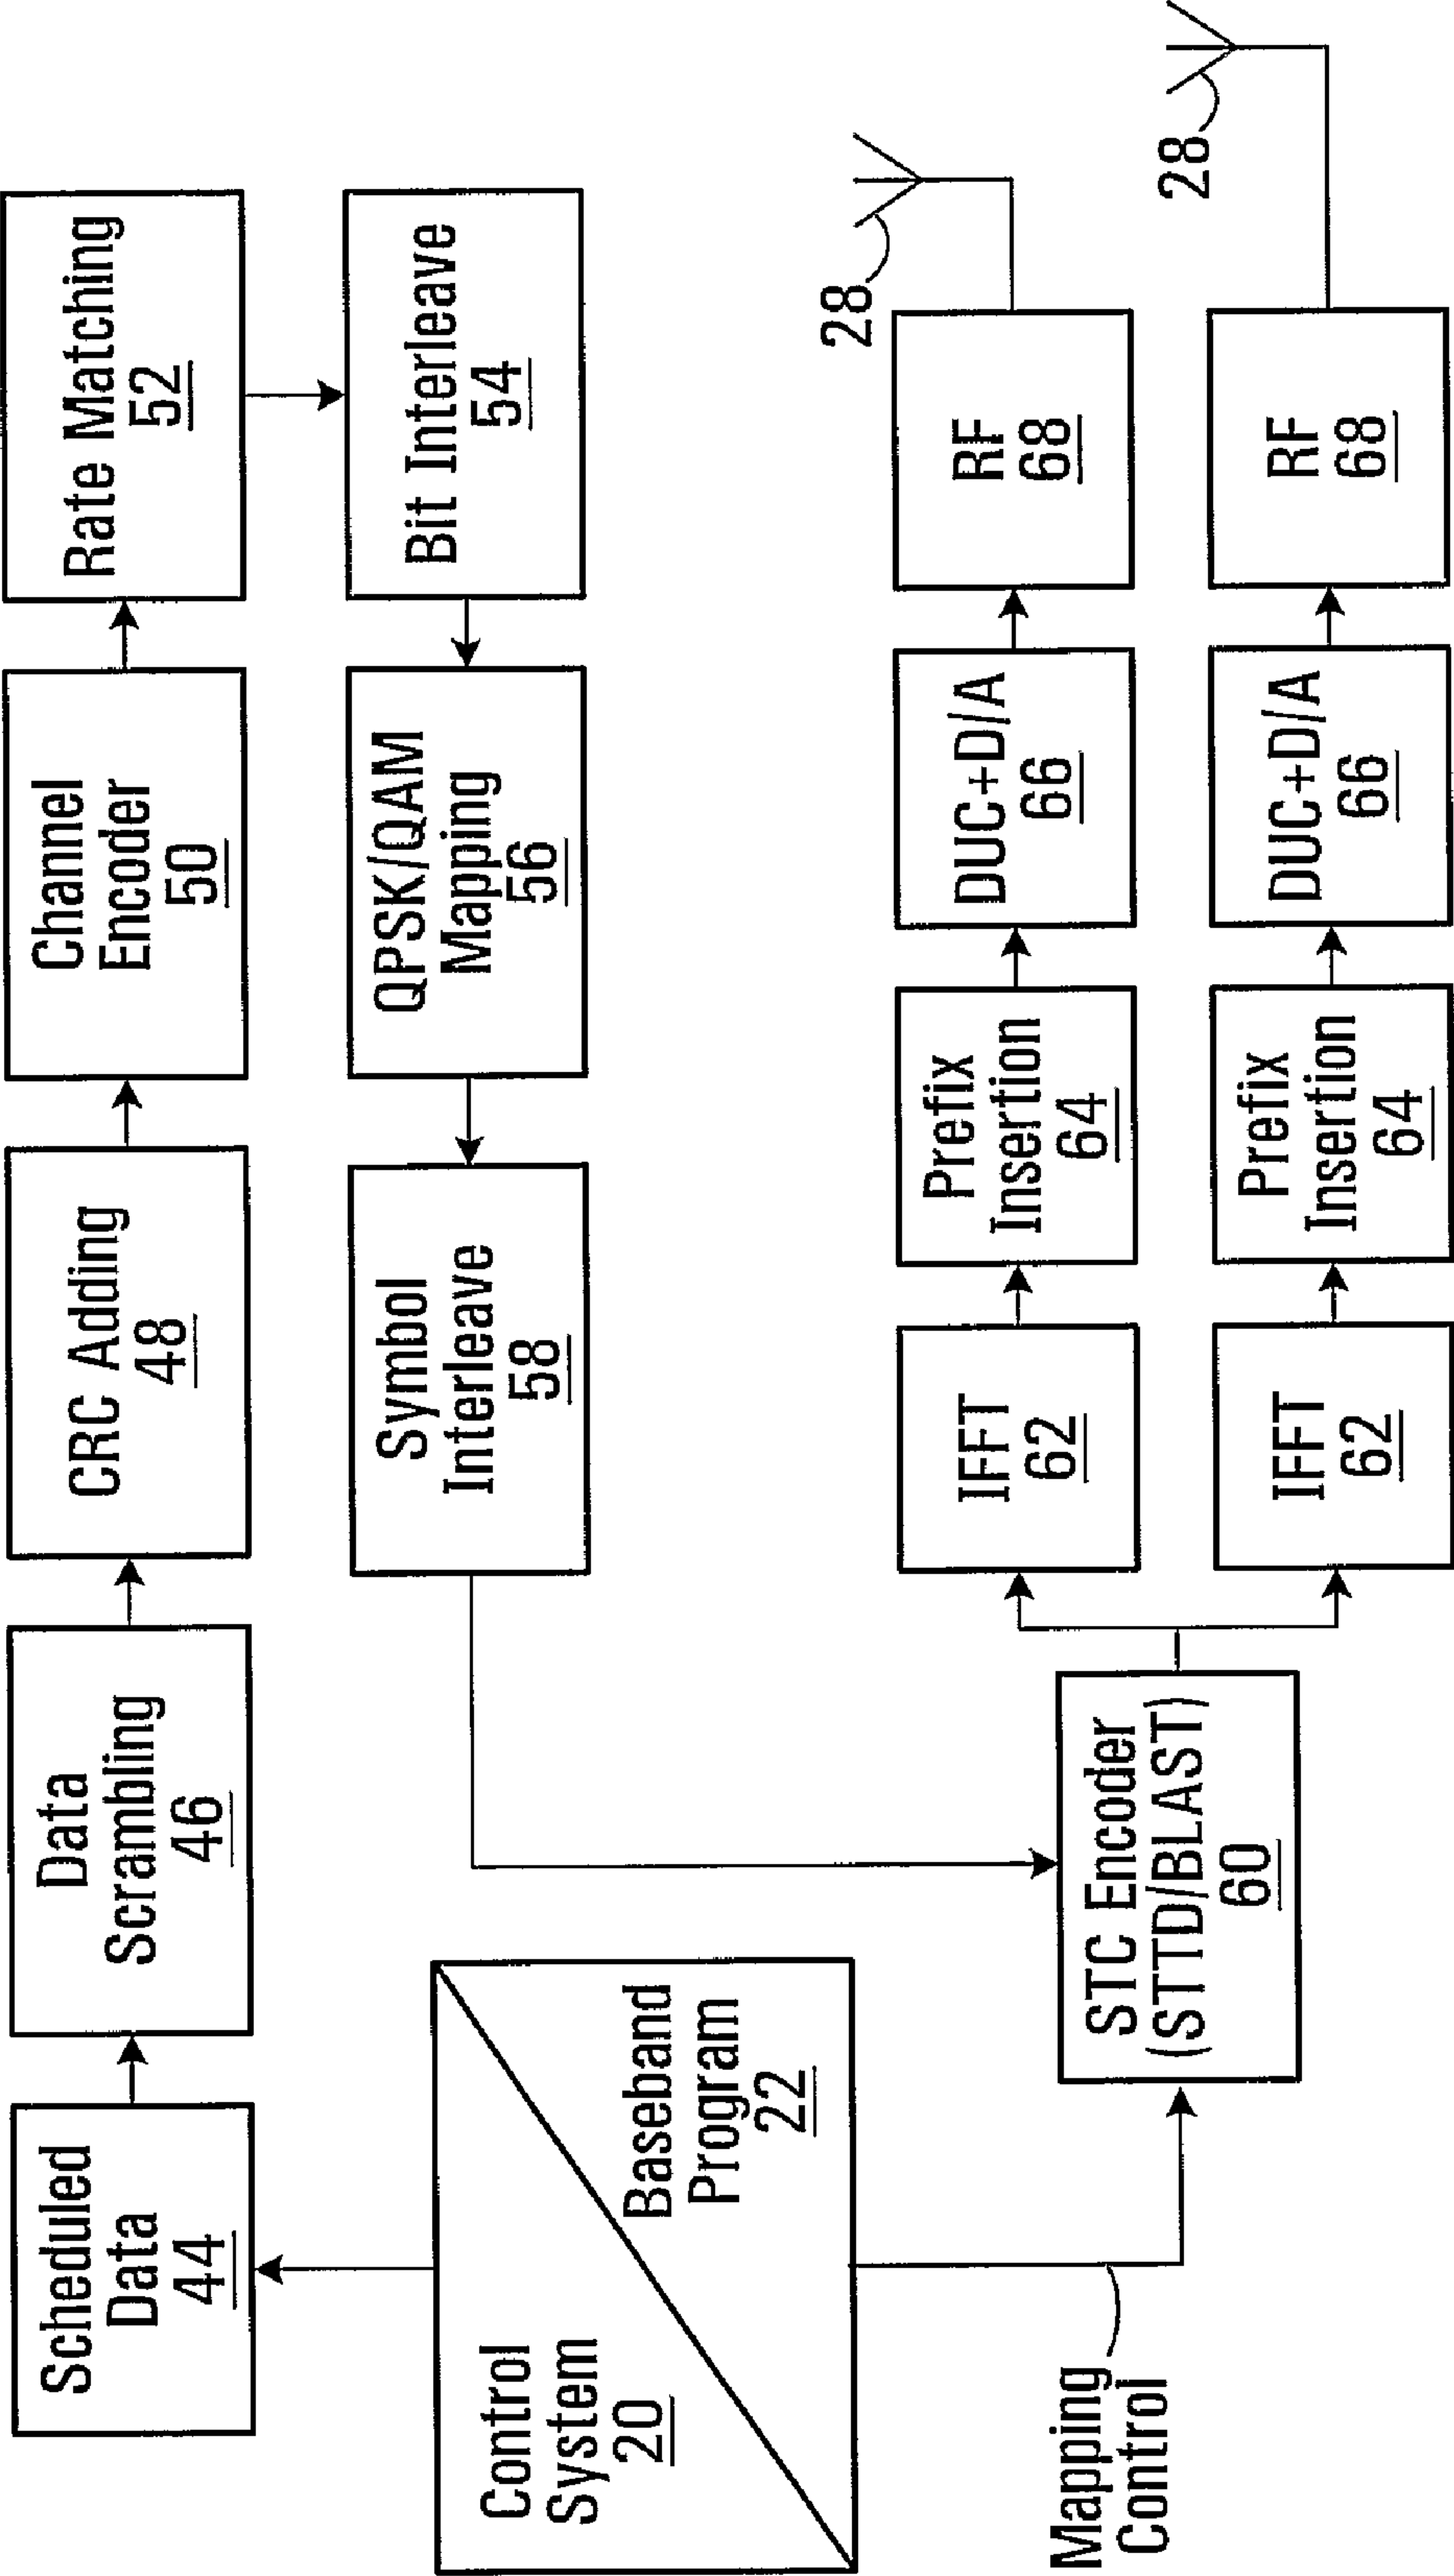 Scheduled
Data
44
Data
Scrambling
46
CRC Adding
48
Channel
Encoder
50
Rate Matching
52
Bit Interleave
54
QPSK/QAM
Mapping
56
Symbol
Interleave
58
Control
System
20
Baseband
Program
22
Mapping
Control
STC Encoder
(STTD/BLAST)
60
IFFT
62
Prefix
Insertion
64
DUC+D/A
66
RF
68
28
IFFT
62
Prefix
Insertion
64
DUC+D/A
66
RF
68
28